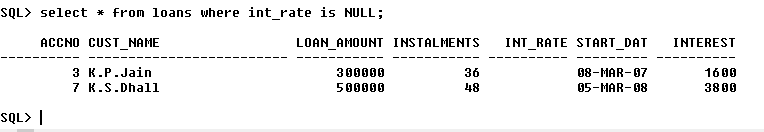 SQL> select * from loans where int_rate is NULL;
ACCNO CUST_NAME LOAN_AMOUNT INSTALMENTS INT_RATE START_DAT INTEREST
---------- -------------------- ----------- ----------- ---------- --------- ----------
3 K.P.Jain 300000 36 08-MAR-07 1600
7 K.S.Dhall 500000 48 05-MAR-08 3800
SQL>